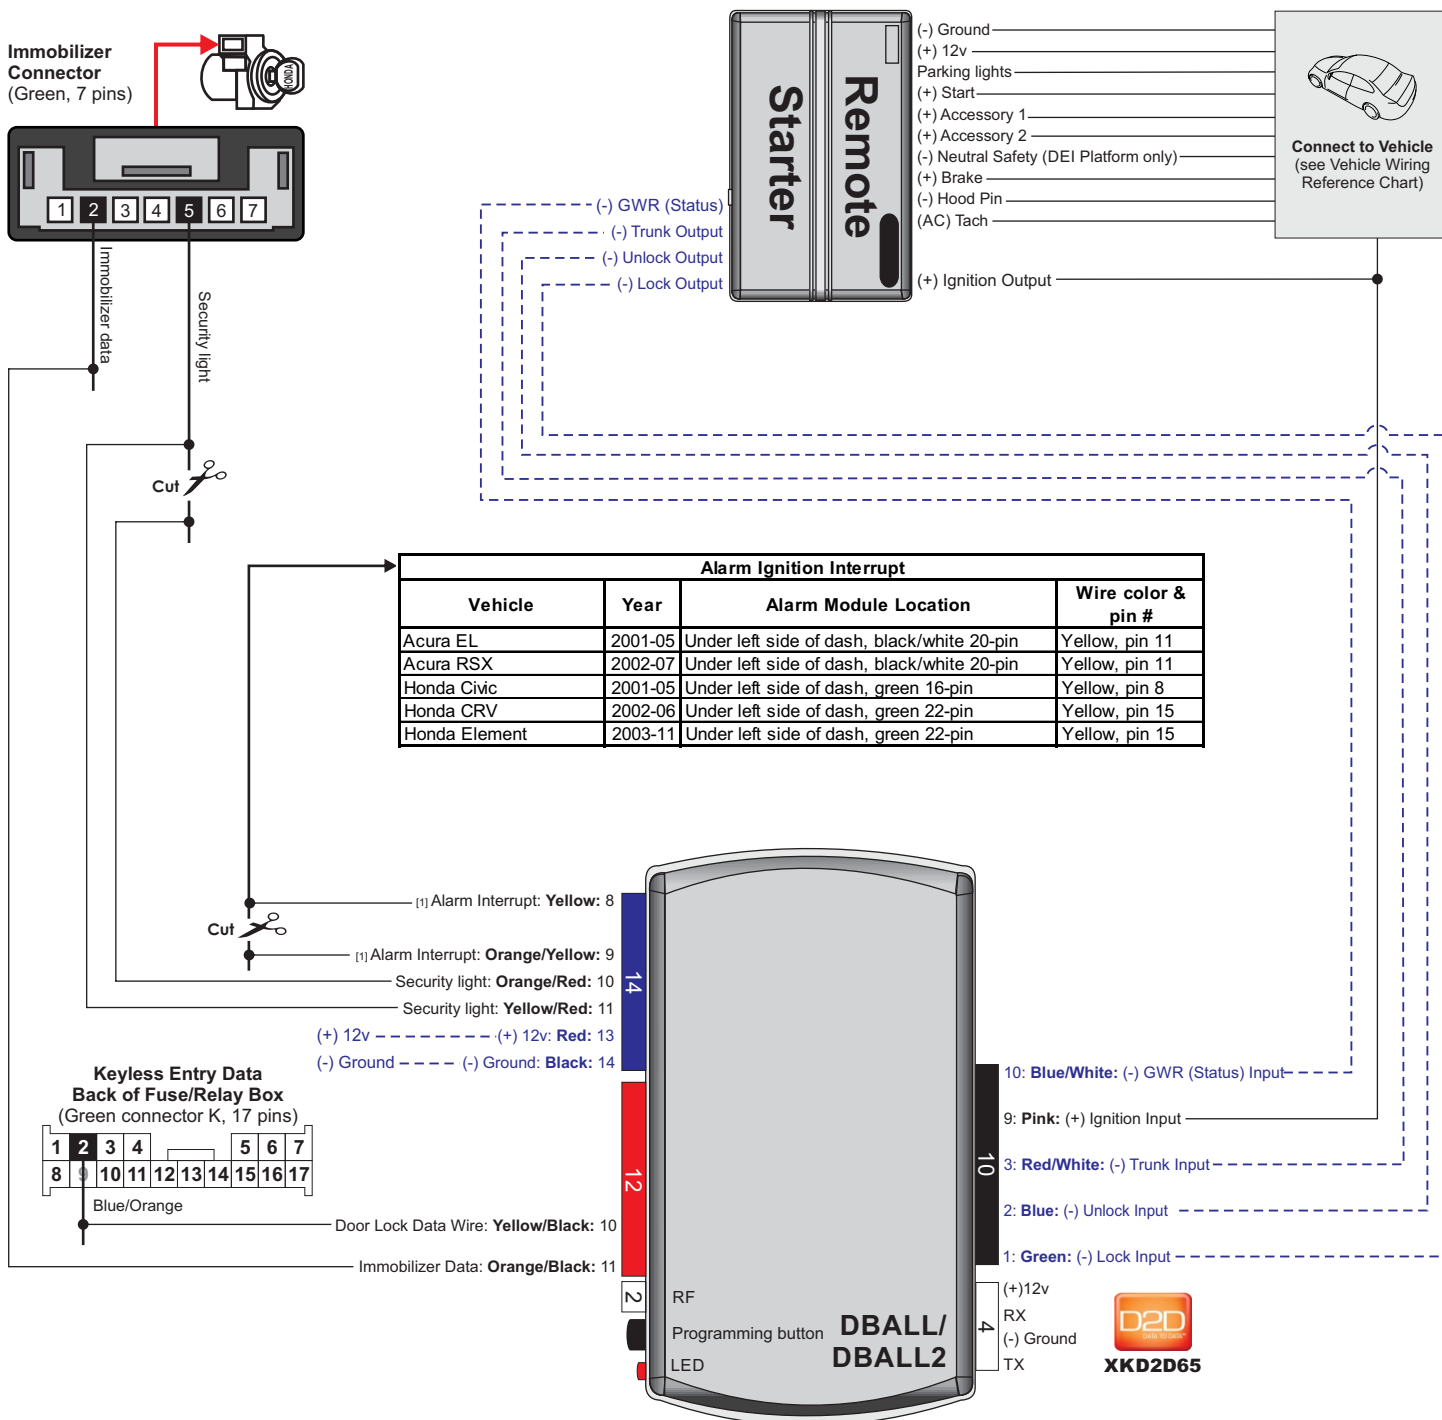 Immobilizer
Connector
(Green, 7 pins)
HONDA
1 2 3 4 5 6 7
Immobilizer data
Security light
Cut
Remote
Starter
(-) Ground
(+) 12v
Parking lights
(+) Start
(+) Accessory 1
(+) Accessory 2
(-) Neutral Safety (DEI Platform only)
(+) Brake
(-) Hood Pin
(AC) Tach
(+) Ignition Output
(-) GWR (Status)
(-) Trunk Output
(-) Unlock Output
(-) Lock Output
Connect to Vehicle
(see Vehicle Wiring
Reference Chart)
Alarm Ignition Interrupt
Vehicle Year Alarm Module Location Wire color & pin #
Acura EL 2001-05 Under left side of dash, black/white 20-pin Yellow, pin 11
Acura RSX 2002-07 Under left side of dash, black/white 20-pin Yellow, pin 11
Honda Civic 2001-05 Under left side of dash, green 16-pin Yellow, pin 8
Honda CRV 2002-06 Under left side of dash, green 22-pin Yellow, pin 15
Honda Element 2003-11 Under left side of dash, green 22-pin Yellow, pin 15
[1] Alarm Interrupt: Yellow: 8
Cut
[1] Alarm Interrupt: Orange/Yellow: 9
Security light: Orange/Red: 10
Security light: Yellow/Red: 11
(+) 12v (+) 12v: Red: 13
(-) Ground (-) Ground: Black: 14
14
Keyless Entry Data
Back of Fuse/Relay Box
(Green connector K, 17 pins)
1 2 3 4 5 6 7
8 9 10 11 12 13 14 15 16 17
Blue/Orange
Door Lock Data Wire: Yellow/Black: 10
Immobilizer Data: Orange/Black: 11
12
2
RF
Programming button
LED
DBALL/
DBALL2
10
10: Blue/White: (-) GWR (Status) Input
9: Pink: (+) Ignition Input
3: Red/White: (-) Trunk Input
2: Blue: (-) Unlock Input
1: Green: (-) Lock Input
4
(+)12v
RX
(-) Ground
TX
D2D
DATA TO DATA
XKD2D65